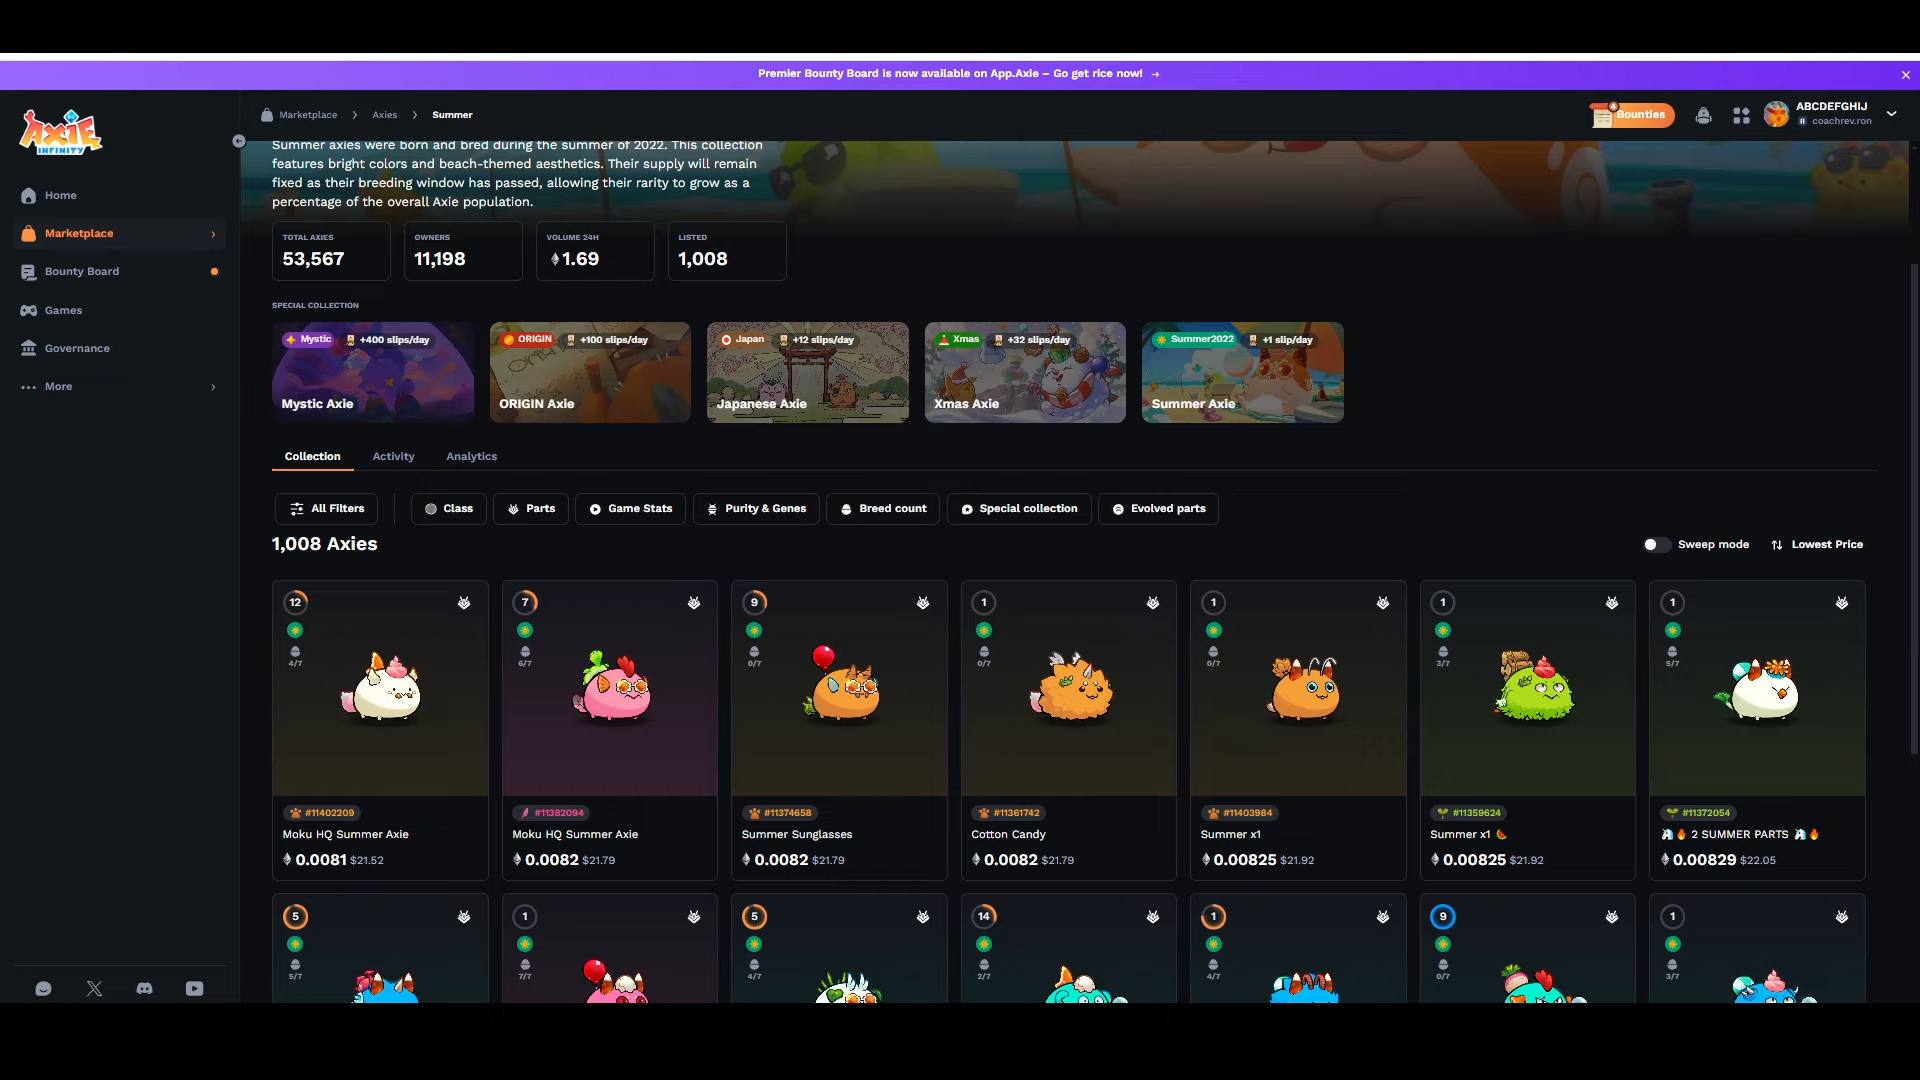 Premier Bounty Board is now available on App.Axie – Go get rice now! →
AXIE
INFINITY
Marketplace > Axies > Summer
4
Bounties
ABCDEFGHIJ
coachrev.ron
Home
Marketplace
Bounty Board
Games
Governance
More
Summer axies were born and bred during the summer of 2022. This collection
features bright colors and beach-themed aesthetics. Their supply will remain
fixed as their breeding window has passed, allowing their rarity to grow as a
percentage of the overall Axie population.
TOTAL AXIES OWNERS VOLUME 24H LISTED
53,567 11,198 1.69 1,008
SPECIAL COLLECTION
Mystic +400 slips/day ORIGIN +100 slips/day Japan +12 slips/day Xmas +32 slips/day Summer2022 +1 slip/day
Mystic Axie ORIGIN Axie Japanese Axie Xmas Axie Summer Axie
Collection Activity Analytics
All Filters Class Parts Game Stats Purity & Genes Breed count Special collection Evolved parts
1,008 Axies
Sweep mode Lowest Price
12 7 9 1 1 1 1
4/7 6/7 0/7 0/7 0/7 3/7 5/7
#11402209 #11382094 #11374658 #11361742 #11403984 #11359624 #11372054
Moku HQ Summer Axie Moku HQ Summer Axie Summer Sunglasses Cotton Candy Summer x1 Summer x1 🍉 🦄🔥 2 SUMMER PARTS 🦄🔥
0.0081 $21.52 0.0082 $21.79 0.0082 $21.79 0.0082 $21.79 0.00825 $21.92 0.00825 $21.92 0.00829 $22.05
5 1 5 14 1 9 1
5/7 7/7 4/7 2/7 4/7 0/7 3/7